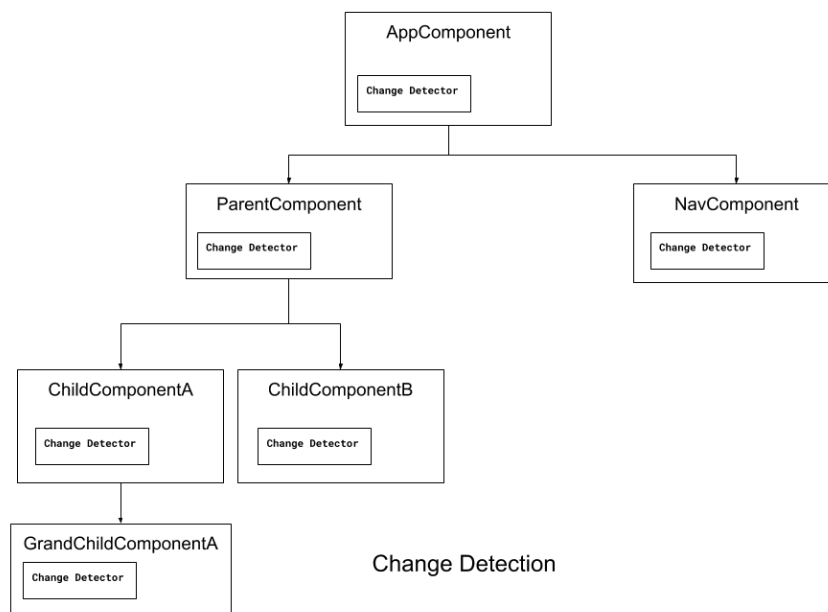 AppComponent
Change Detector
ParentComponent
NavComponent
Change Detector
Change Detector
ChildComponentA
ChildComponentB
Change Detector
Change Detector
GrandChildComponentA
Change Detector
Change Detection